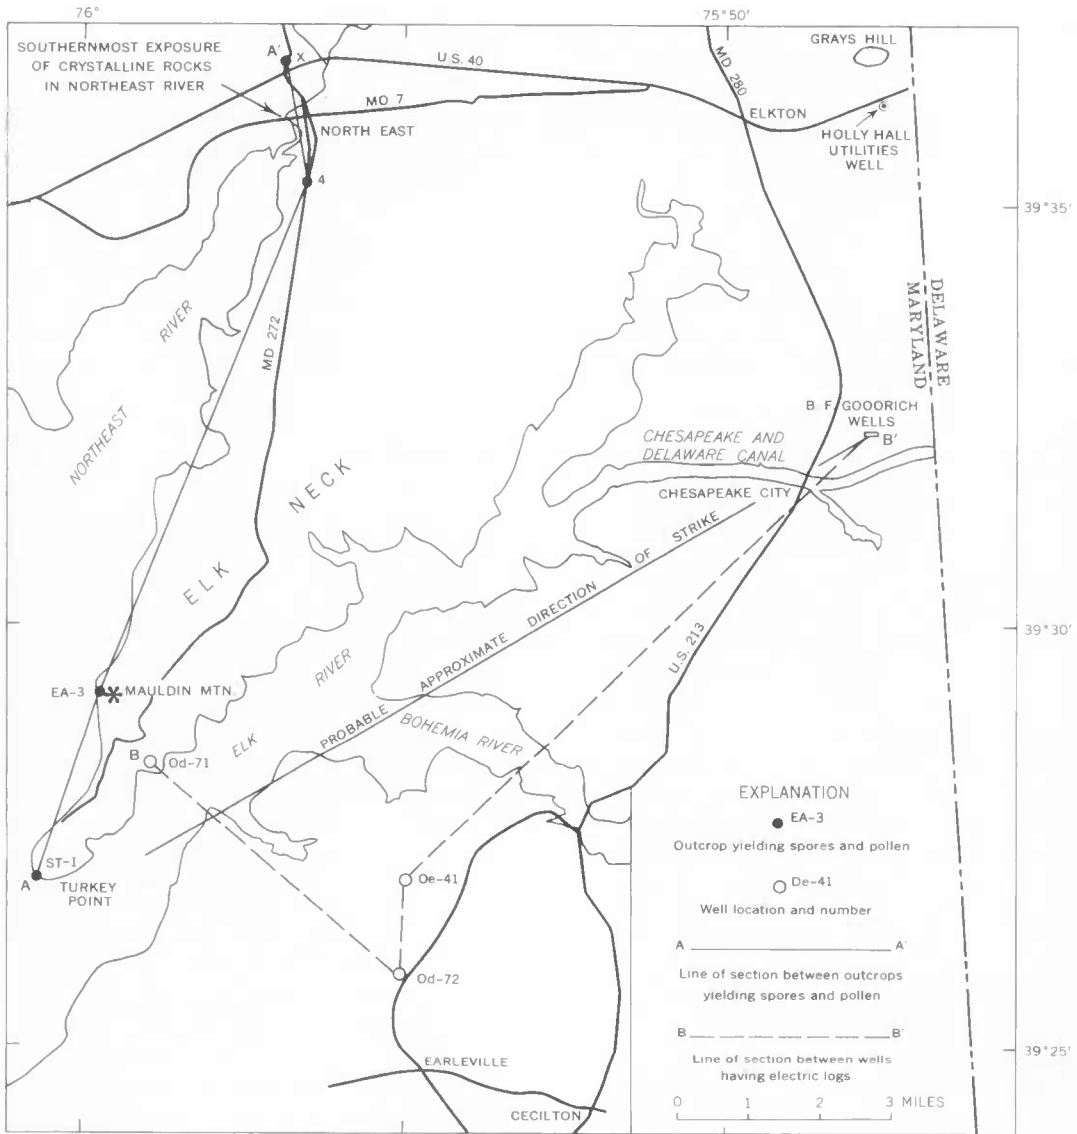 76°
75°50'
SOUTHERNMOST EXPOSURE
OF CRYSTALLINE ROCKS
IN NORTHEAST RIVER
A'
X
U.S. 40
MD 280
GRAYS HILL
MO 7
NORTH EAST
ELKTON
HOLLY HALL
UTILITIES
WELL
4
39°35'
RIVER
MD 272
DELAWARE
MARYLAND
NORTHEAST
B F. GOOORICH
WELLS
B'
CHESAPEAKE AND
DELAWARE CANAL
CHESAPEAKE CITY
ELK NECK
PROBABLE APPROXIMATE DIRECTION OF STRIKE
U.S. 213
39°30'
EA-3
MAULDIN MTN.
ELK RIVER
BOHEMIA RIVER
B
Od-71
ST-1
A
TURKEY
POINT
Oe-41
Od-72
EARLEVILLE
CECILTON
39°25'
EXPLANATION
EA-3
Outcrop yielding spores and pollen
De-41
Well location and number
A A'
Line of section between outcrops
yielding spores and pollen
B B'
Line of section between wells
having electric logs
0 1 2 3 MILES